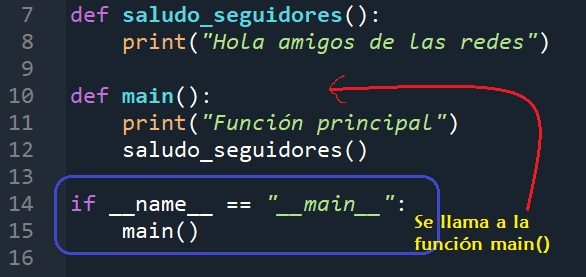 7 def saludo_seguidores():
8     print("Hola amigos de las redes")
9
10 def main():
11     print("Función principal")
12     saludo_seguidores()
13
14 if __name__ == "__main__":
15     main()
16
Se llama a la
función main()